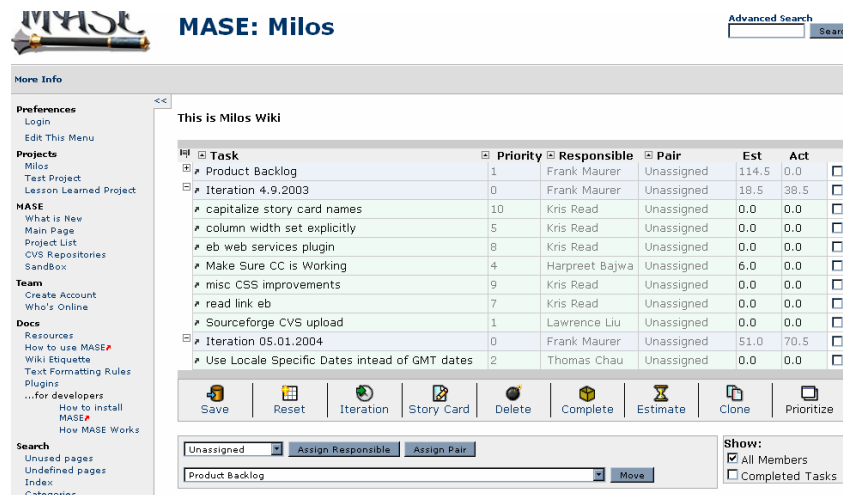 MASE
MASE: Milos
Advanced Search
More Info
<<
Preferences
Login
Edit This Menu
Projects
Milos
Test Project
Lesson Learned Project
MASE
What is New
Main Page
Project List
CVS Repositories
SandBox
Team
Create Account
Who's Online
Docs
Resources
How to use MASE
Wiki Etiquette
Text Formatting Rules
Plugins
...for developers
How to install
MASE
How MASE Works
Search
Unused pages
Undefined pages
Index
Categories
This is Milos Wiki
Task Priority Responsible Pair Est Act
Product Backlog 1 Frank Maurer Unassigned 114.5 0.0
Iteration 4.9.2003 0 Frank Maurer Unassigned 18.5 38.5
capitalize story card names 10 Kris Read Unassigned 0.0 0.0
column width set explicitly 5 Kris Read Unassigned 0.0 0.0
eb web services plugin 8 Kris Read Unassigned 0.0 0.0
Make Sure CC is Working 4 Harpreet Bajwa Unassigned 6.0 0.0
misc CSS improvements 9 Kris Read Unassigned 0.0 0.0
read link eb 7 Kris Read Unassigned 0.0 0.0
Sourceforge CVS upload 1 Lawrence Liu Unassigned 0.0 0.0
Iteration 05.01.2004 0 Frank Maurer Unassigned 51.0 70.5
Use Locale Specific Dates intead of GMT dates 2 Thomas Chau Unassigned 0.0 0.0
Save Reset Iteration Story Card Delete Complete Estimate Clone Prioritize
Unassigned Assign Responsible Assign Pair
Product Backlog Move
Show:
All Members
Completed Tasks